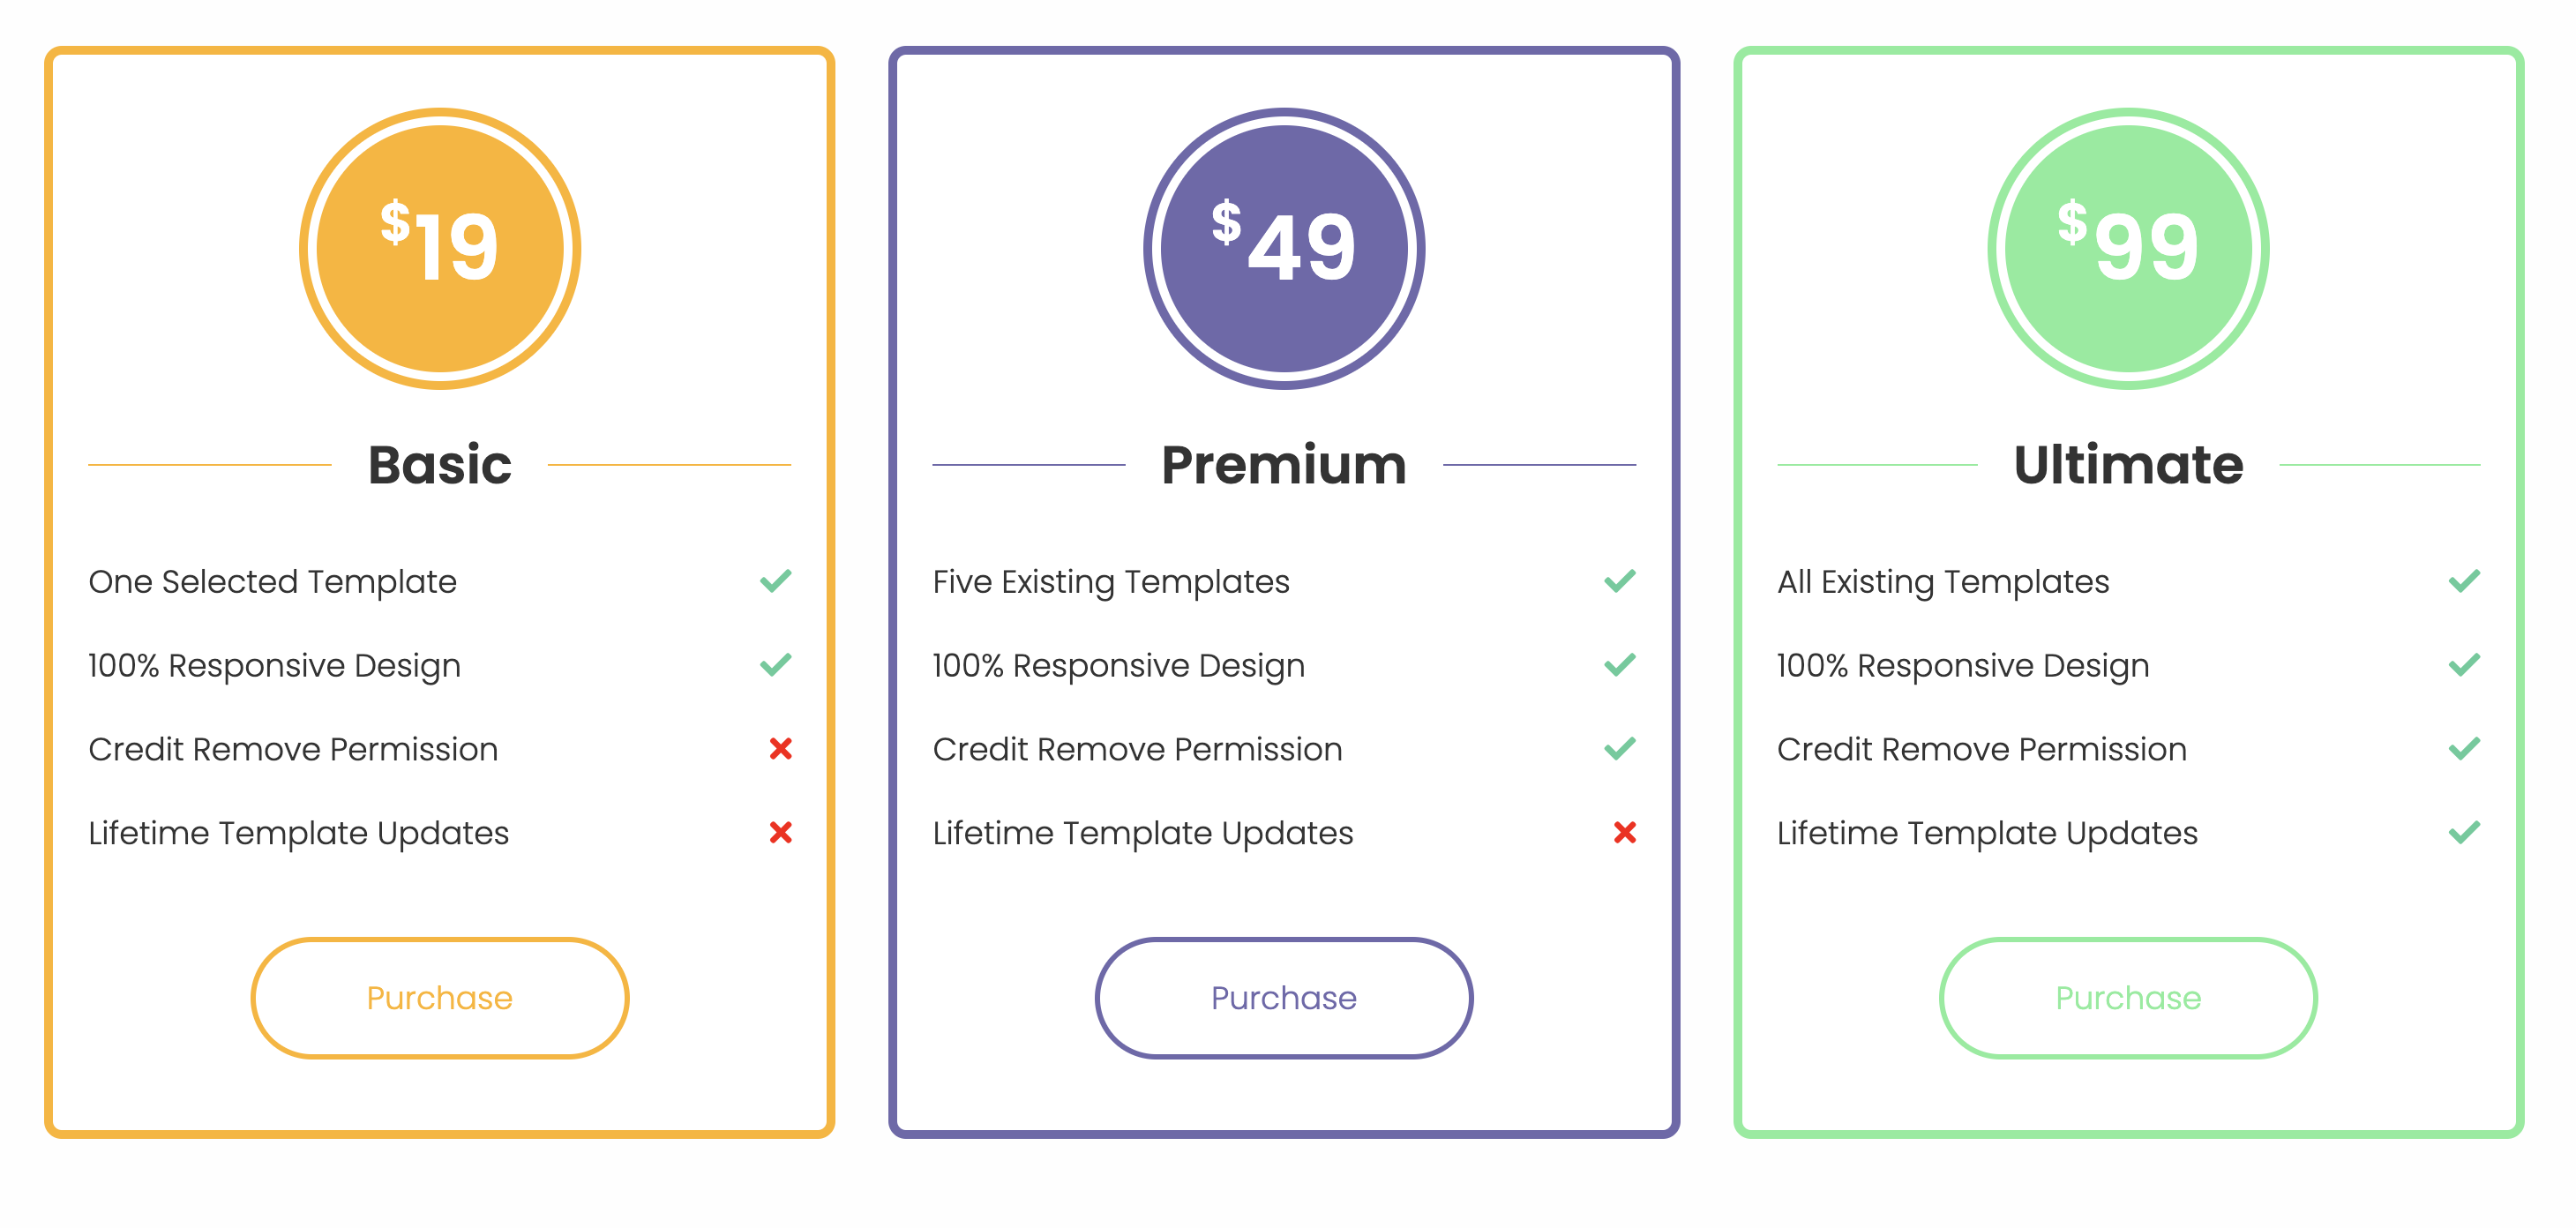 $19
Basic
One Selected Template
100% Responsive Design
Credit Remove Permission
Lifetime Template Updates
Purchase
$49
Premium
Five Existing Templates
100% Responsive Design
Credit Remove Permission
Lifetime Template Updates
Purchase
$99
Ultimate
All Existing Templates
100% Responsive Design
Credit Remove Permission
Lifetime Template Updates
Purchase